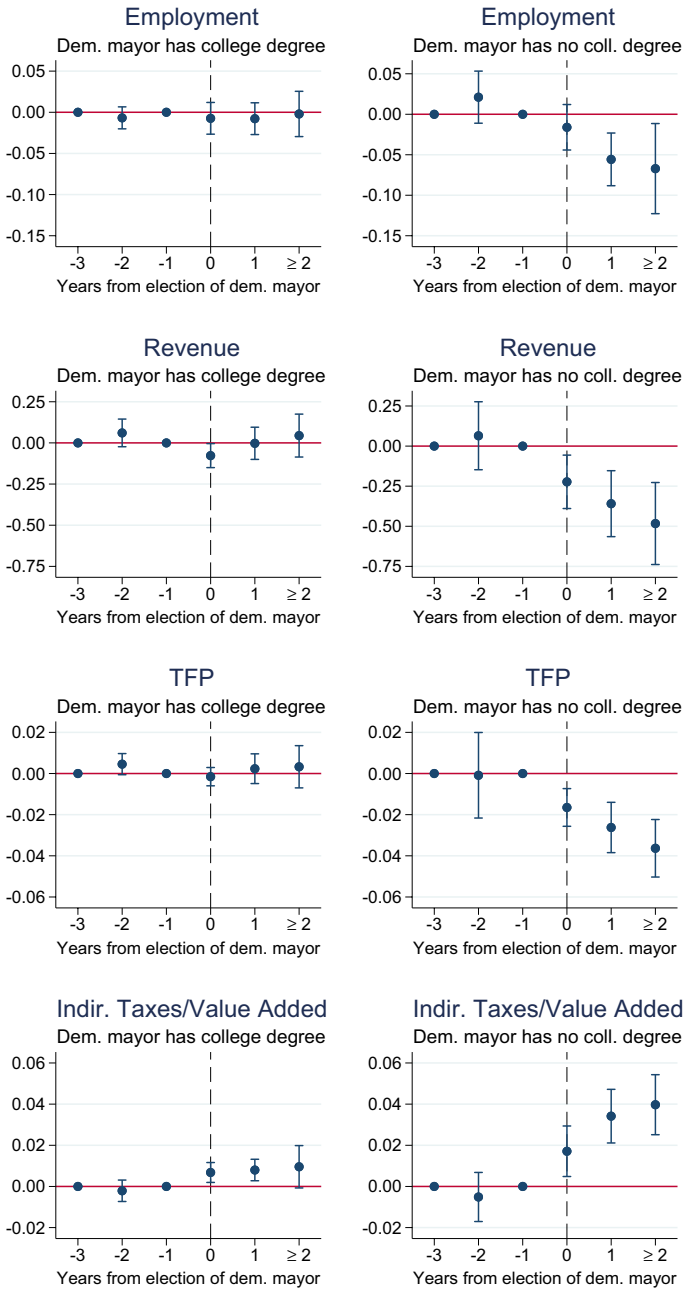 Employment
Dem. mayor has college degree
0.05
0.00
-0.05
-0.10
-0.15
-3 -2 -1 0 1 ≥ 2
Years from election of dem. mayor
Employment
Dem. mayor has no coll. degree
0.05
0.00
-0.05
-0.10
-0.15
-3 -2 -1 0 1 ≥ 2
Years from election of dem. mayor
Revenue
Dem. mayor has college degree
0.25
0.00
-0.25
-0.50
-0.75
-3 -2 -1 0 1 ≥ 2
Years from election of dem. mayor
Revenue
Dem. mayor has no coll. degree
0.25
0.00
-0.25
-0.50
-0.75
-3 -2 -1 0 1 ≥ 2
Years from election of dem. mayor
TFP
Dem. mayor has college degree
0.02
0.00
-0.02
-0.04
-0.06
-3 -2 -1 0 1 ≥ 2
Years from election of dem. mayor
TFP
Dem. mayor has no coll. degree
0.02
0.00
-0.02
-0.04
-0.06
-3 -2 -1 0 1 ≥ 2
Years from election of dem. mayor
Indir. Taxes/Value Added
Dem. mayor has college degree
0.06
0.04
0.02
0.00
-0.02
-3 -2 -1 0 1 ≥ 2
Years from election of dem. mayor
Indir. Taxes/Value Added
Dem. mayor has no coll. degree
0.06
0.04
0.02
0.00
-0.02
-3 -2 -1 0 1 ≥ 2
Years from election of dem. mayor